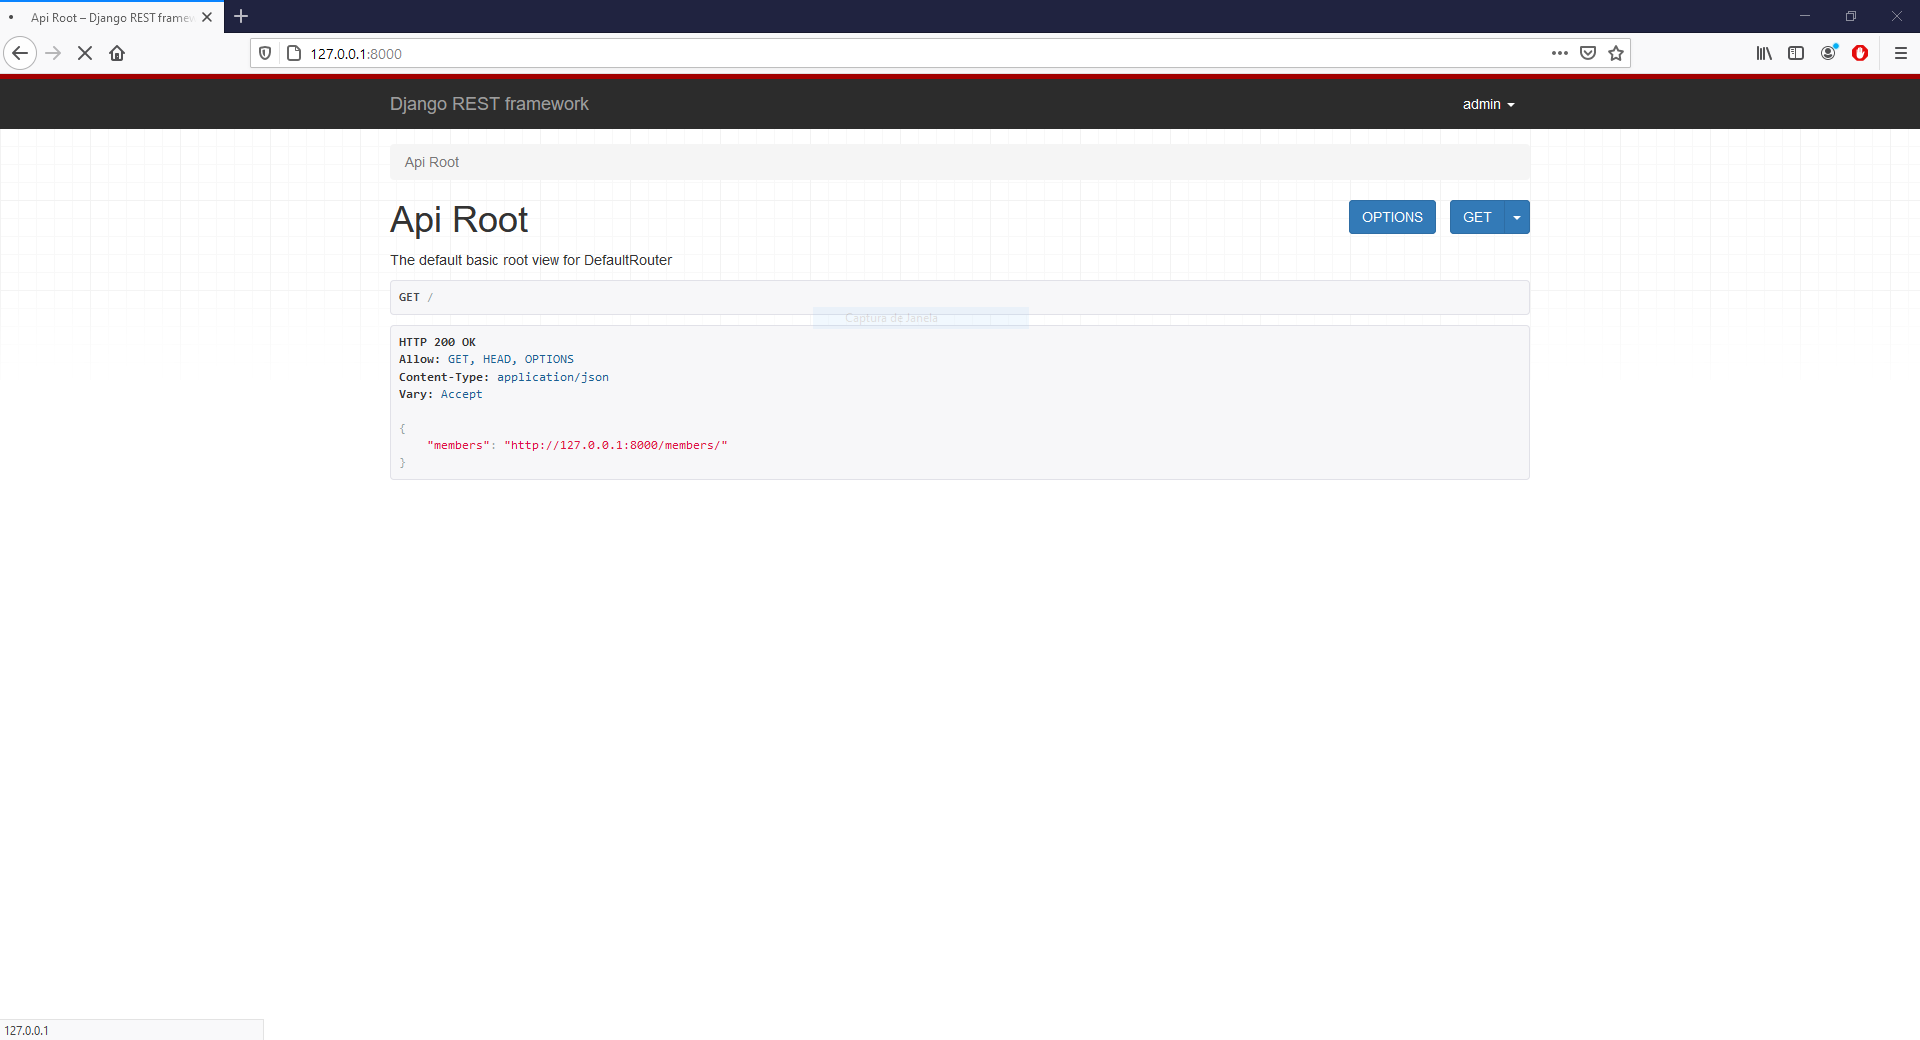 Api Root – Django REST framew
127.0.0.1:8000
Django REST framework
admin
Api Root
Api Root
OPTIONS
GET
The default basic root view for DefaultRouter
GET /
Captura de Janela
HTTP 200 OK
Allow: GET, HEAD, OPTIONS
Content-Type: application/json
Vary: Accept
{
    "members": "http://127.0.0.1:8000/members/"
}
127.0.0.1